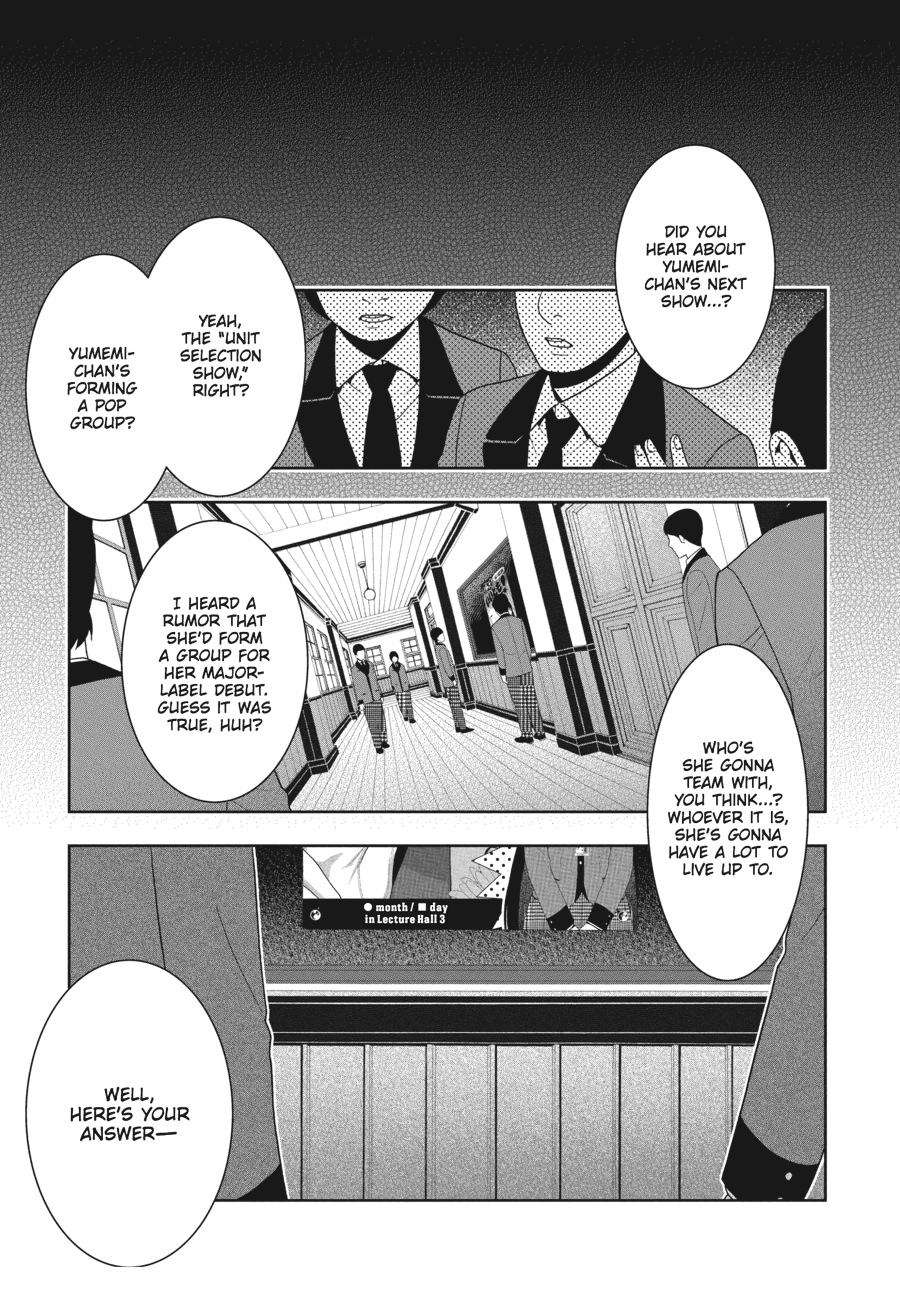 DID YOU
HEAR ABOUT
YUMEMI-
CHAN'S NEXT
SHOW...?
YEAH,
THE "UNIT
SELECTION
SHOW,"
RIGHT?
YUMEMI-
CHAN'S
FORMING
A POP
GROUP?
I HEARD A
RUMOR THAT
SHE'D FORM
A GROUP FOR
HER MAJOR-
LABEL DEBUT.
GUESS IT WAS
TRUE, HUH?
WHO'S
SHE GONNA
TEAM WITH,
YOU THINK...?
WHOEVER IT IS,
SHE'S GONNA
HAVE A LOT TO
LIVE UP TO.
● month / ■ day
in Lecture Hall 3
WELL,
HERE'S YOUR
ANSWER—